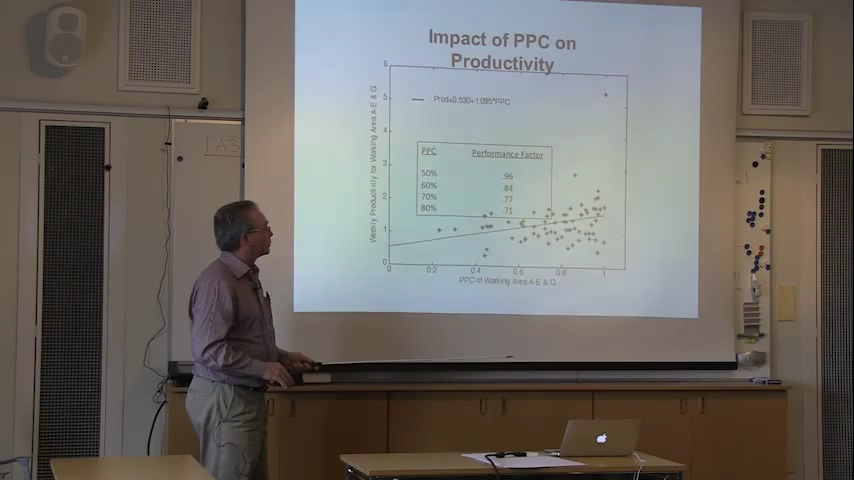 Impact of PPC on
Productivity
6
5
4
3
2
1
0
Weekly Productivity for Working Area A-E & G
Prod=0.530+1.095*PPC
PPC Performance Factor
50% .96
60% .84
70% .77
80% .71
0 0.2 0.4 0.6 0.8 1
PPC of Working Area A-E & G
A3